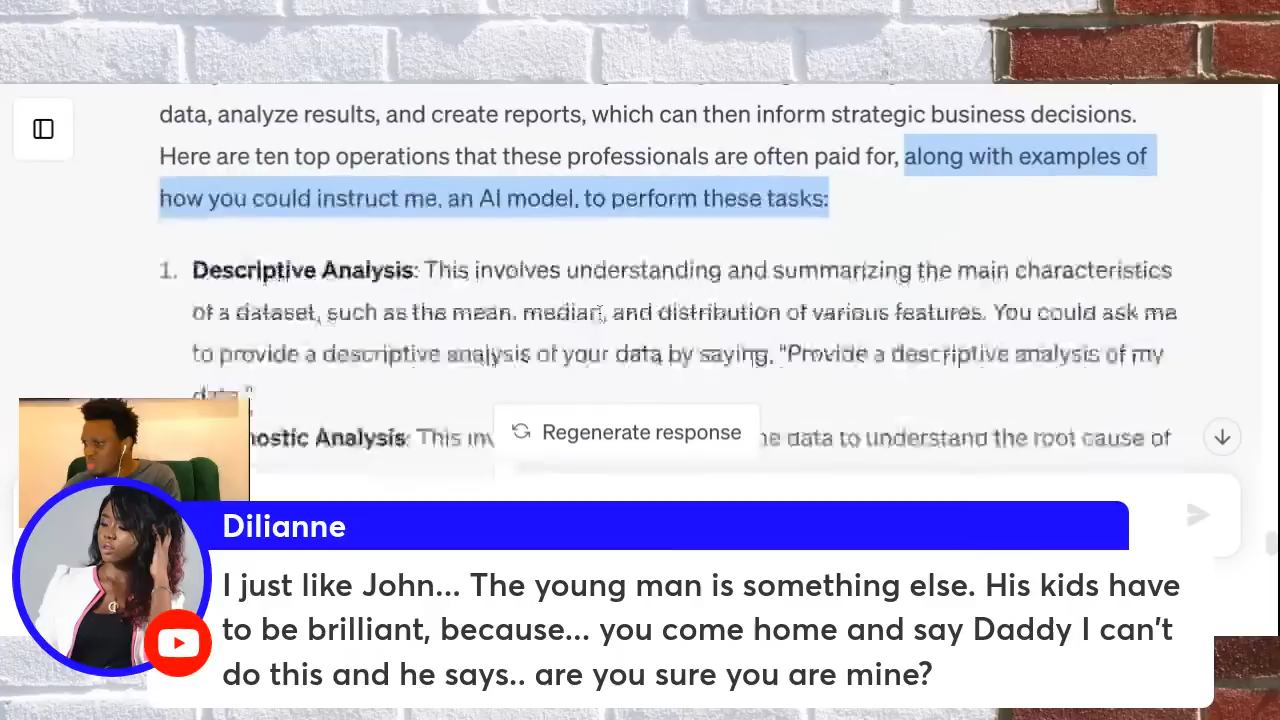 data, analyze results, and create reports, which can then inform strategic business decisions.
Here are ten top operations that these professionals are often paid for, along with examples of
how you could instruct me, an AI model, to perform these tasks:
1. Descriptive Analysis: This involves understanding and summarizing the main characteristics
of a dataset, such as the mean, median, and distribution of various features. You could ask me
to provide a descriptive analysis of your data by saying, "Provide a descriptive analysis of my
data."
nostic Analysis: This inv
he data to understand the root cause of
Regenerate response
Dilianne
I just like John... The young man is something else. His kids have
to be brilliant, because... you come home and say Daddy I can't
do this and he says.. are you sure you are mine?